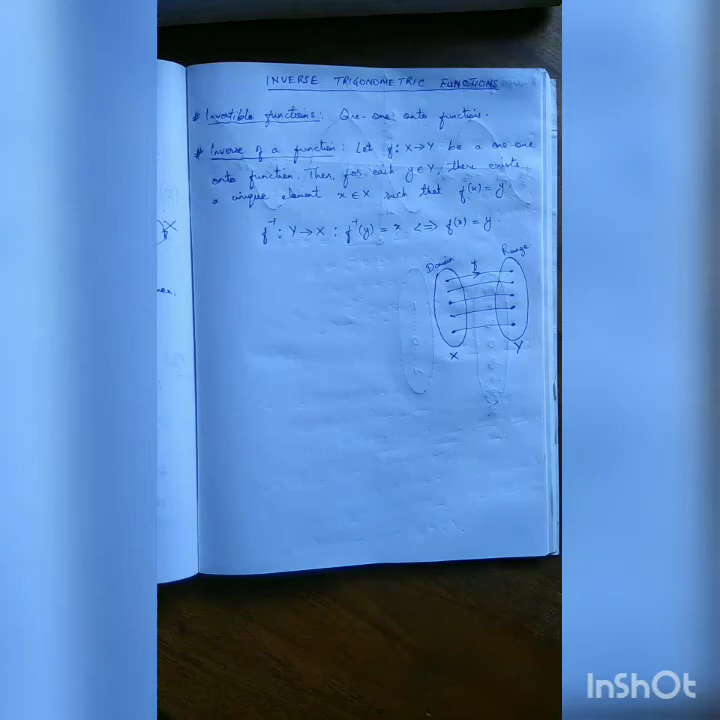 INVERSE TRIGONOMETRIC FUNCTIONS
# Invertible functions: One-one onto function.
# Inverse of a function: Let f: X→Y be a one-one
onto function. Then, for each y∈Y, there exists
a unique element x∈X such that f(x) = y.
f⁻¹: Y→X : f⁻¹(y) = x <=> f(x) = y.
Domain f Range
X Y
X
InShOt